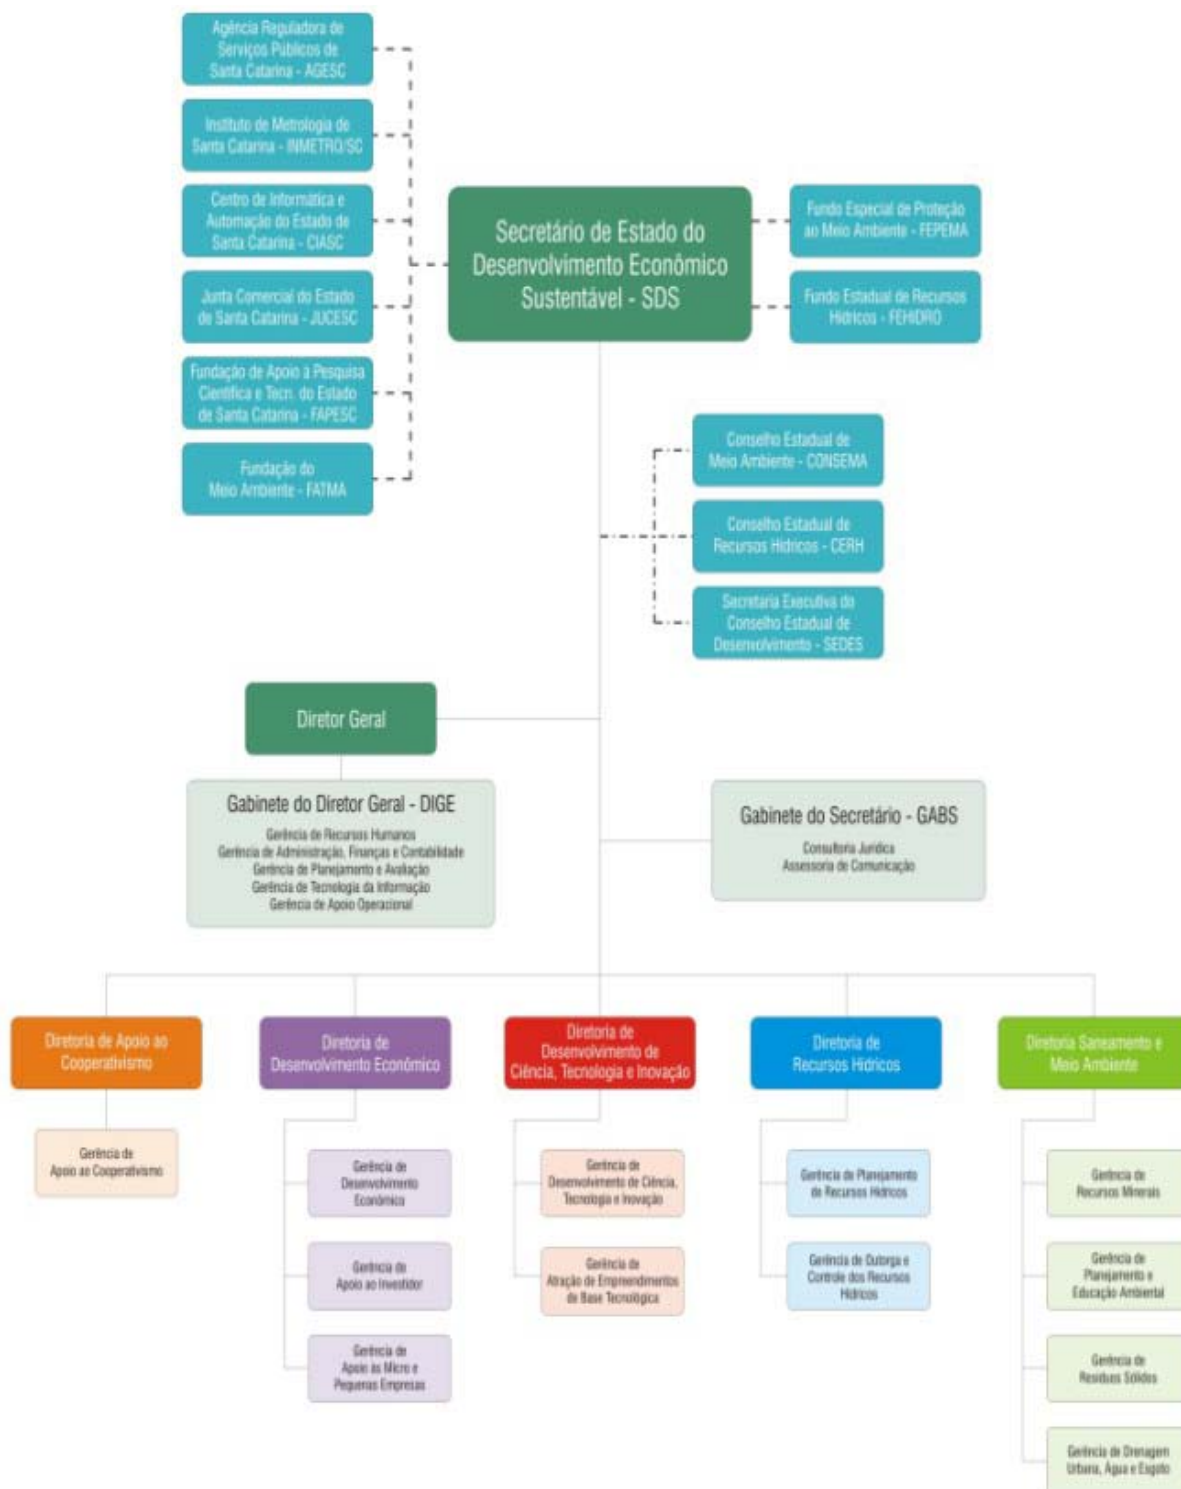 Agência Reguladora de
Serviços Públicos de
Santa Catarina - AGESC
Instituto de Metrologia de
Santa Catarina - INMETRO/SC
Centro de Informática e
Automação do Estado de
Santa Catarina - CIASC
Junta Comercial do Estado
de Santa Catarina - JUCESC
Fundação de Apoio à Pesquisa
Científica e Tecn. do Estado
de Santa Catarina - FAPESC
Fundação do
Meio Ambiente - FATMA
Secretário de Estado do
Desenvolvimento Econômico
Sustentável - SDS
Fundo Especial de Proteção
ao Meio Ambiente - FEPEMA
Fundo Estadual de Recursos
Hídricos - FEHIDRO
Conselho Estadual de
Meio Ambiente - CONSEMA
Conselho Estadual de
Recursos Hídricos - CERH
Secretaria Executiva do
Conselho Estadual de
Desenvolvimento - SEDES
Diretor Geral
Gabinete do Diretor Geral - DIGE
Gerência de Recursos Humanos
Gerência de Administração, Finanças e Contabilidade
Gerência de Planejamento e Avaliação
Gerência de Tecnologia da Informação
Gerência de Apoio Operacional
Gabinete do Secretário - GABS
Consultoria Jurídica
Assessoria de Comunicação
Diretoria de Apoio ao
Cooperativismo
Gerência de
Apoio ao Cooperativismo
Diretoria de
Desenvolvimento Econômico
Gerência de
Desenvolvimento
Econômico
Gerência de
Apoio ao Investidor
Gerência de
Apoio às Micro e
Pequenas Empresas
Diretoria de
Desenvolvimento de
Ciência, Tecnologia e Inovação
Gerência de
Desenvolvimento de Ciência,
Tecnologia e Inovação
Gerência de
Atração de Empreendimentos
de Base Tecnológica
Diretoria de
Recursos Hídricos
Gerência de Planejamento
de Recursos Hídricos
Gerência de Outorga e
Controle dos Recursos
Hídricos
Diretoria Saneamento e
Meio Ambiente
Gerência de
Recursos Minerais
Gerência de
Planejamento e
Educação Ambiental
Gerência de
Resíduos Sólidos
Gerência de Drenagem
Urbana, Água e Esgoto